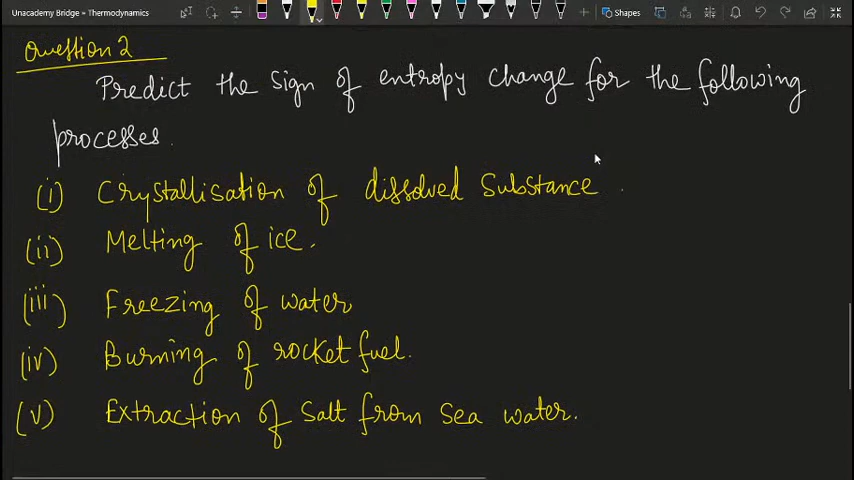 Unacademy Bridge - Thermodynamics
Shapes
Question 2
Predict the sign of entropy change for the following
processes.
(i) Crystallisation of dissolved substance.
(ii) Melting of ice.
(iii) Freezing of water
(iv) Burning of rocket fuel.
(v) Extraction of salt from sea water.